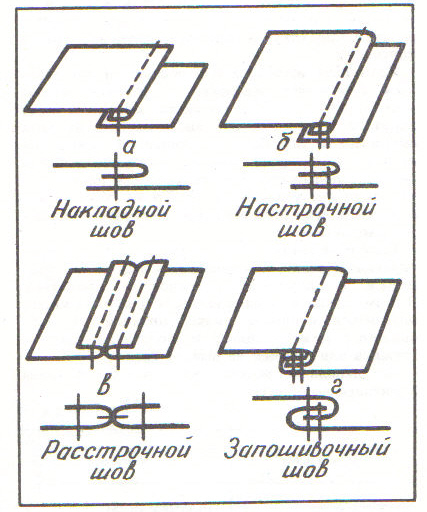 а
б
Накладной
шов
Настрочной
шов
в
г
Расстрочной
шов
Запошивочный
шов